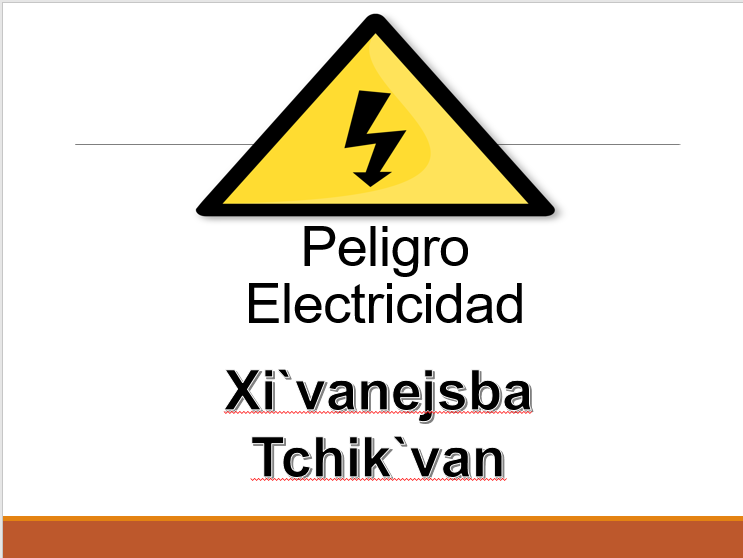 Peligro
Electricidad
Xi`vanejsba
Tchik`van